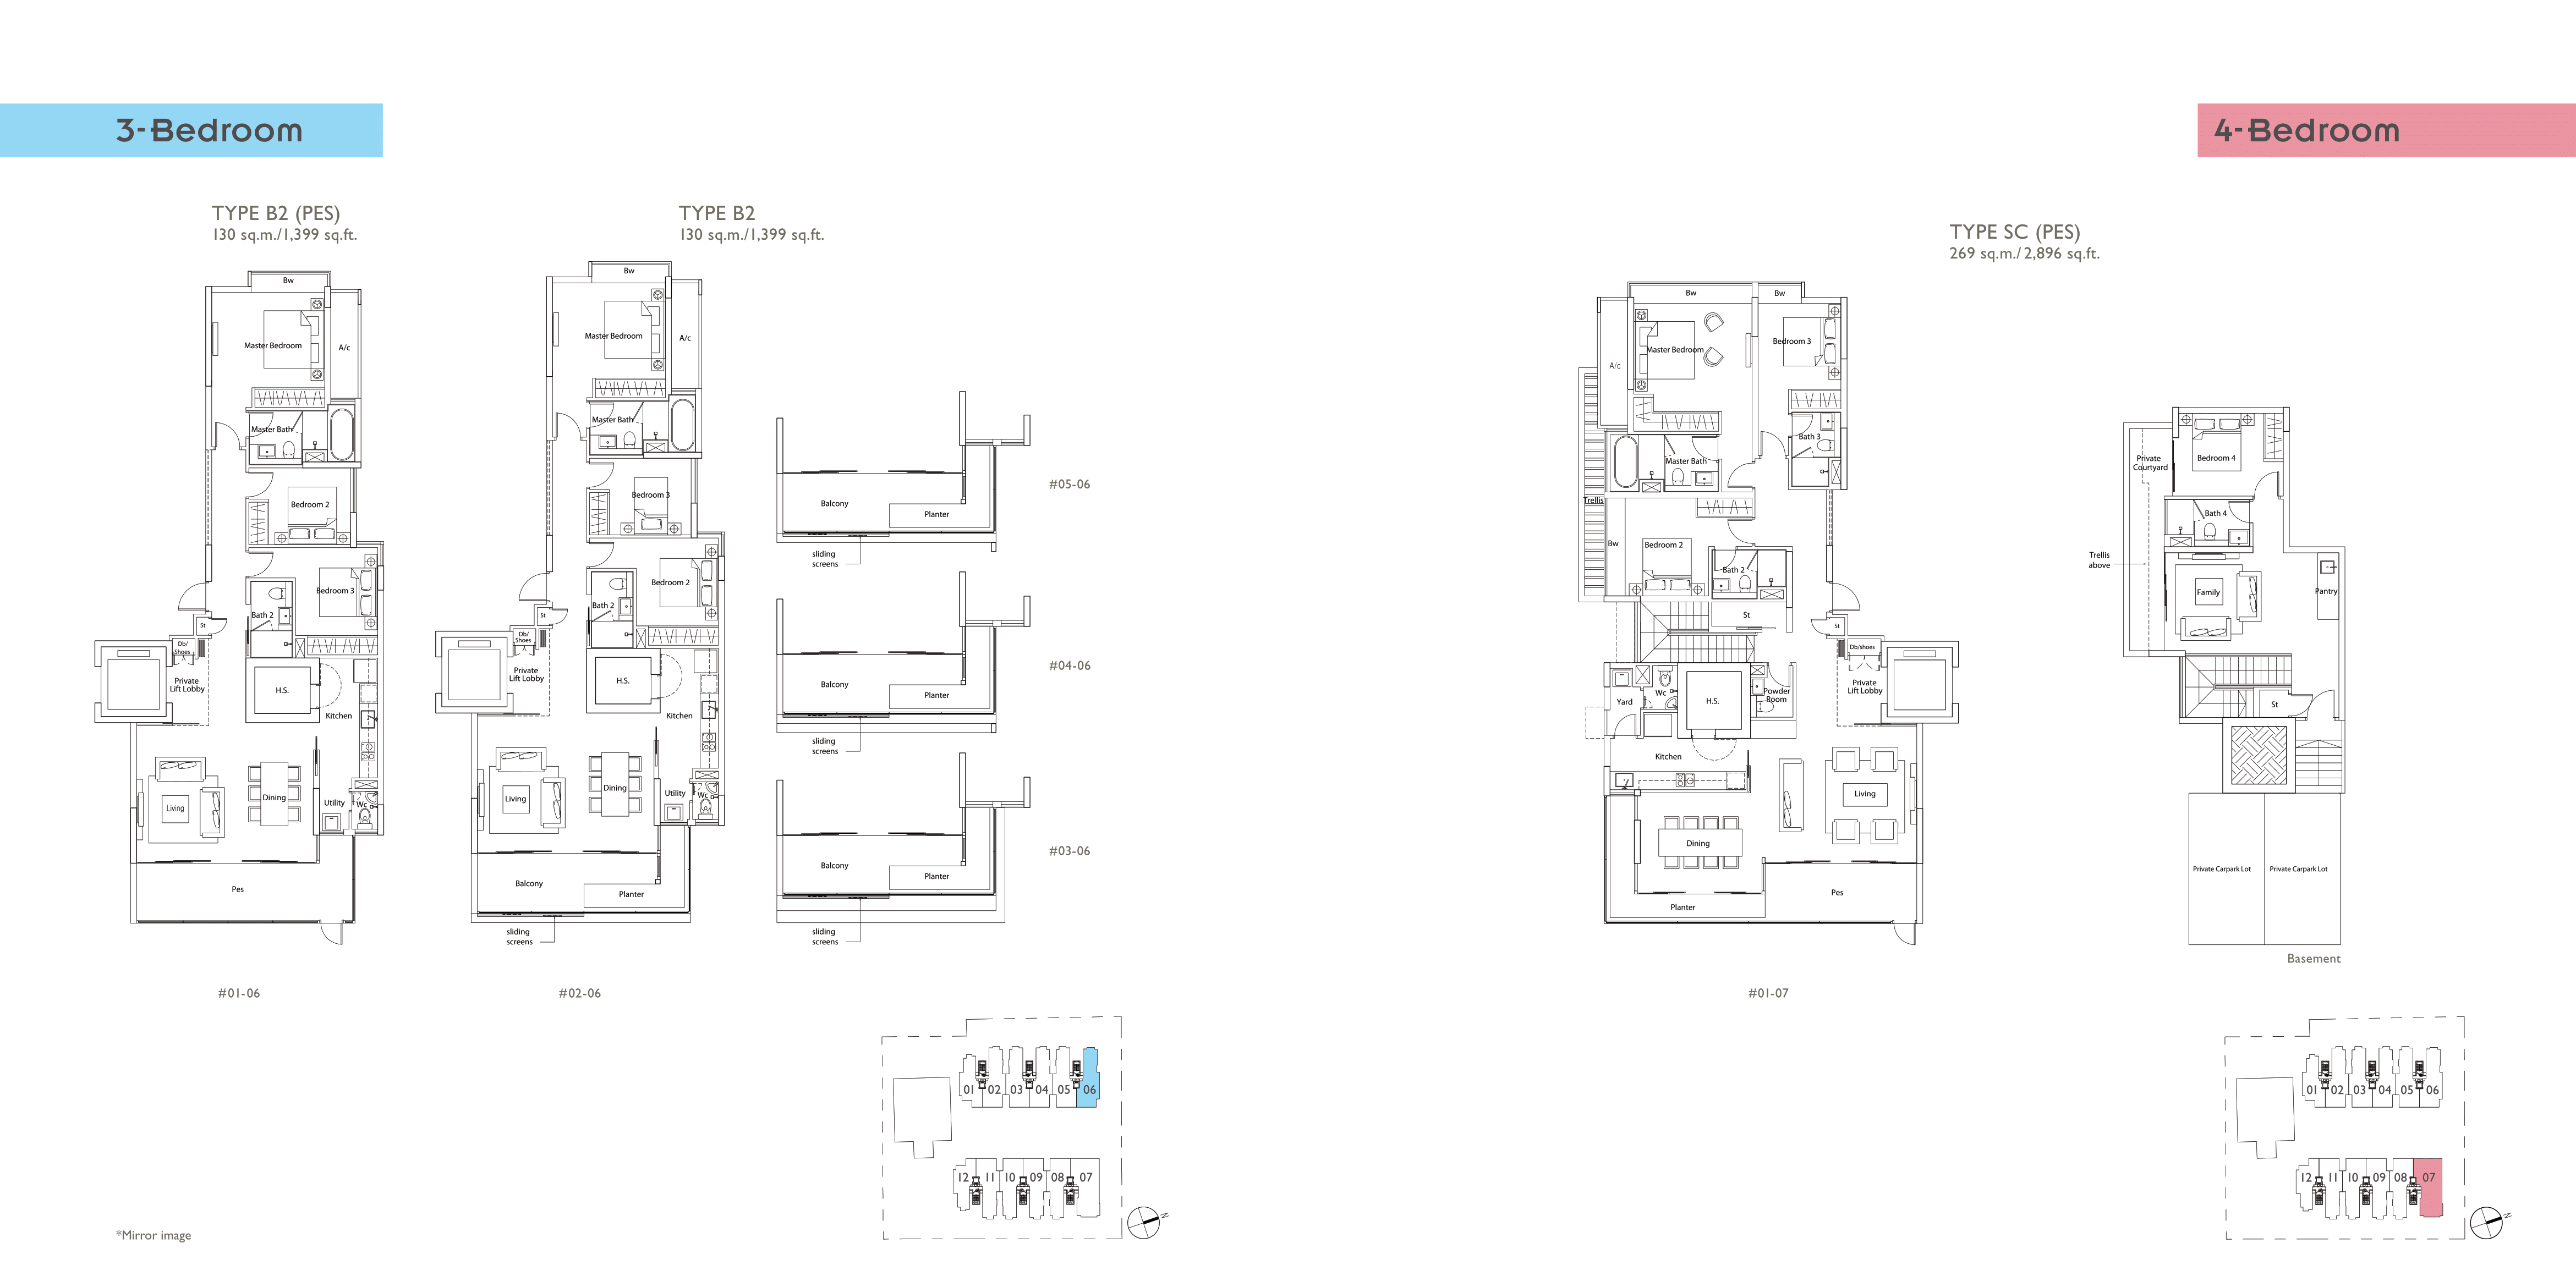 3-Bedroom
4-Bedroom
TYPE B2 (PES)
130 sq.m./1,399 sq.ft.
TYPE B2
130 sq.m./1,399 sq.ft.
TYPE SC (PES)
269 sq.m./ 2,896 sq.ft.
Bw
Master Bedroom
A/c
Master Bath
Bedroom 2
Bedroom 3
Bath 2
St
Db/
Shoes
Private
Lift Lobby
H.S.
Kitchen
Living
Dining
Utility
Wc
Pes
#01-06
Bw
Master Bedroom
A/c
Master Bath
Bedroom 3
Bedroom 2
Bath 2
St
Db/
Shoes
Private
Lift Lobby
H.S.
Kitchen
Living
Dining
Utility
Wc
Balcony
Planter
sliding
screens
#02-06
Balcony
Planter
sliding
screens
#05-06
Balcony
Planter
sliding
screens
#04-06
Balcony
Planter
sliding
screens
#03-06
Bw
Bw
Master Bedroom
Bedroom 3
A/c
Bath 3
Master Bath
Trellis
Bw
Bedroom 2
Bath 2
St
St
Db/shoes
Private
Lift Lobby
Yard
Wc
H.S.
Powder
Room
Kitchen
Living
Dining
Pes
Planter
#01-07
Private
Courtyard
Bedroom 4
Bath 4
Trellis
above
Family
Pantry
St
Private Carpark Lot
Private Carpark Lot
Basement
01 02 03 04 05 06
12 11 10 09 08 07
N
01 02 03 04 05 06
12 11 10 09 08 07
N
*Mirror image